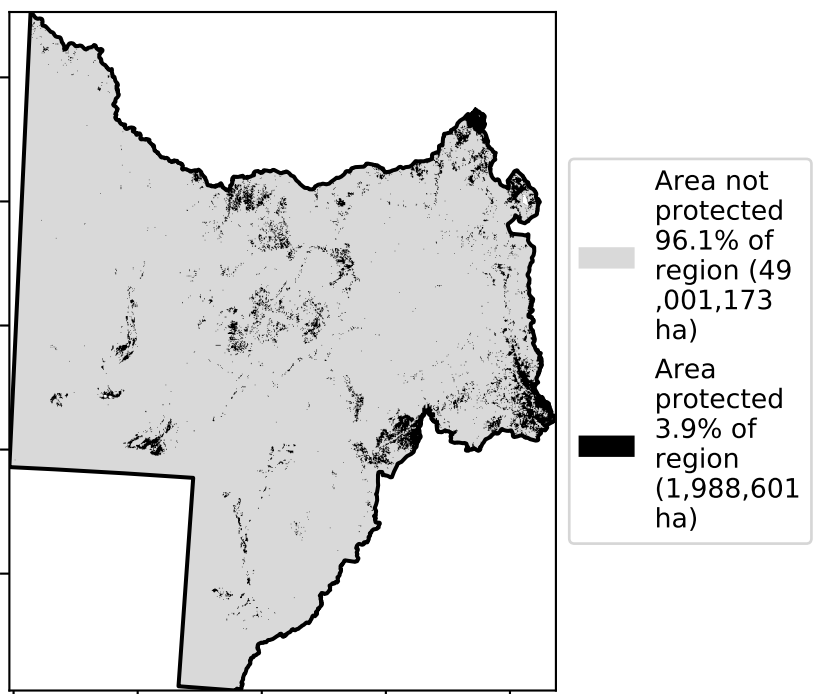 Area not
protected
96.1% of
region (49
,001,173
ha)
Area
protected
3.9% of
region
(1,988,601
ha)